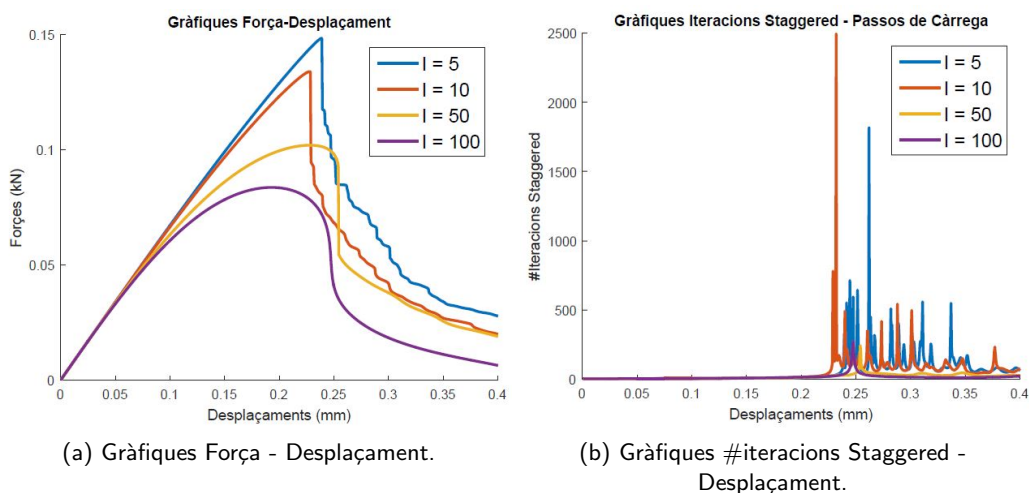 Gràfiques Força-Desplaçament
0.15
0.1
0.05
0
Forçes (kN)
l = 5
l = 10
l = 50
l = 100
0 0.05 0.1 0.15 0.2 0.25 0.3 0.35 0.4
Desplaçaments (mm)
(a) Gràfiques Força - Desplaçament.
Gràfiques Iteracions Staggered - Passos de Càrrega
2500
2000
1500
1000
500
0
#Iteracions Staggered
l = 5
l = 10
l = 50
l = 100
0 0.05 0.1 0.15 0.2 0.25 0.3 0.35 0.4
Desplaçaments (mm)
(b) Gràfiques #iteracions Staggered -
Desplaçament.